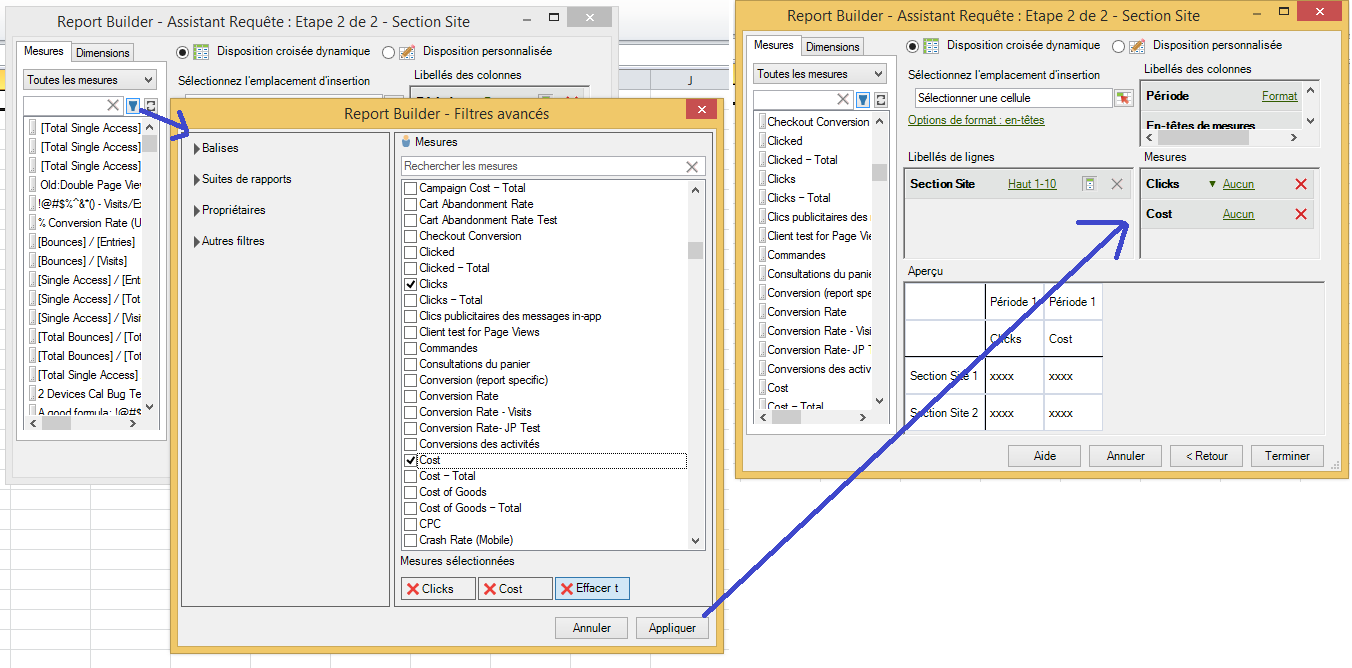 Report Builder - Assistant Requête : Etape 2 de 2 - Section Site
Mesures
Dimensions
Disposition croisée dynamique
Disposition personnalisée
Toutes les mesures
Sélectionnez l'emplacement d'insertion
Libellés des colonnes
J
[Total Single Access]
[Total Single Access]
[Total Single Access]
Old:Double Page Vie
!@#$%^&*() - Visits/E
% Conversion Rate (U
[Bounces] / [Entries]
[Bounces] / [Visits]
[Single Access] / [Ent
[Single Access] / [Tot
[Single Access] / [Visi
[Total Bounces] / [Tot
[Total Bounces] / [Tot
[Total Single Access]
2 Devices Cal Bug Te
A good formula: !@#$
Report Builder - Filtres avancés
Balises
Suites de rapports
Propriétaires
Autres filtres
Mesures
Rechercher les mesures
Campaign Cost – Total
Cart Abandonment Rate
Cart Abandonment Rate Test
Checkout Conversion
Clicked
Clicked – Total
Clicks
Clicks – Total
Clics publicitaires des messages in-app
Client test for Page Views
Commandes
Consultations du panier
Conversion (report specific)
Conversion Rate
Conversion Rate - Visits
Conversion Rate- JP Test
Conversions des activités
Cost
Cost – Total
Cost of Goods
Cost of Goods – Total
CPC
Crash Rate (Mobile)
Mesures sélectionnées
Clicks
Cost
Effacer t
Annuler
Appliquer
Report Builder - Assistant Requête : Etape 2 de 2 - Section Site
Mesures
Dimensions
Disposition croisée dynamique
Disposition personnalisée
Toutes les mesures
Sélectionnez l'emplacement d'insertion
Sélectionner une cellule
Options de format : en-têtes
Libellés des colonnes
Période
Format
En-têtes de mesures
Checkout Conversion
Clicked
Clicked – Total
Clicks
Clicks – Total
Clics publicitaires des
Client test for Page Vie
Commandes
Consultations du panie
Conversion (report spe
Conversion Rate
Conversion Rate - Visi
Conversion Rate- JP T
Conversions des activ
Cost
Cost – Total
Libellés de lignes
Section Site
Haut 1-10
Mesures
Clicks
Aucun
Cost
Aucun
Aperçu
Période 1 Période 1
Clicks Cost
Section Site 1 xxxx xxxx
Section Site 2 xxxx xxxx
Aide
Annuler
< Retour
Terminer